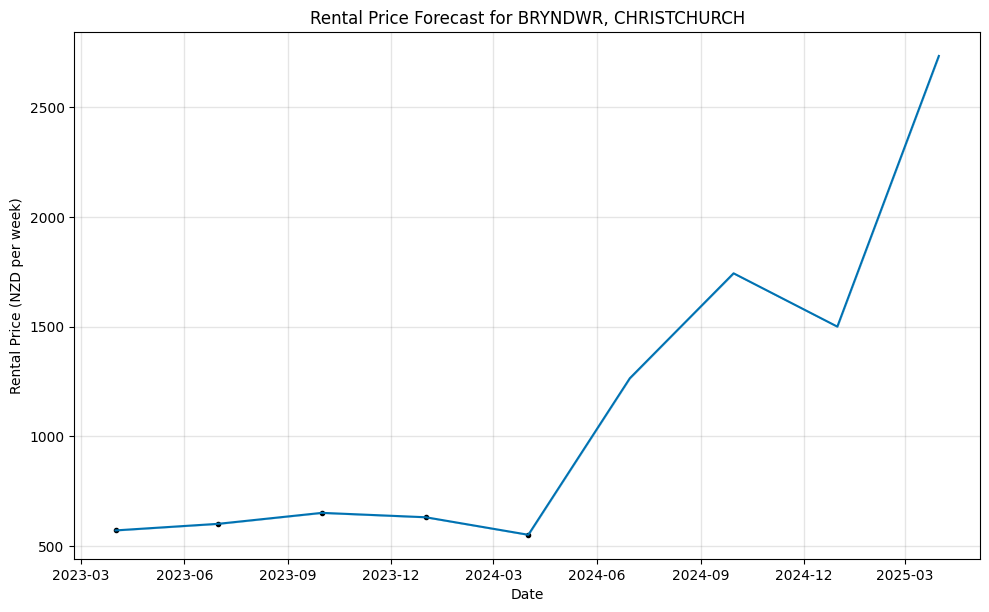 Rental Price Forecast for BRYNDWR, CHRISTCHURCH
Rental Price (NZD per week)
2500
2000
1500
1000
500
2023-03 2023-06 2023-09 2023-12 2024-03 2024-06 2024-09 2024-12 2025-03
Date